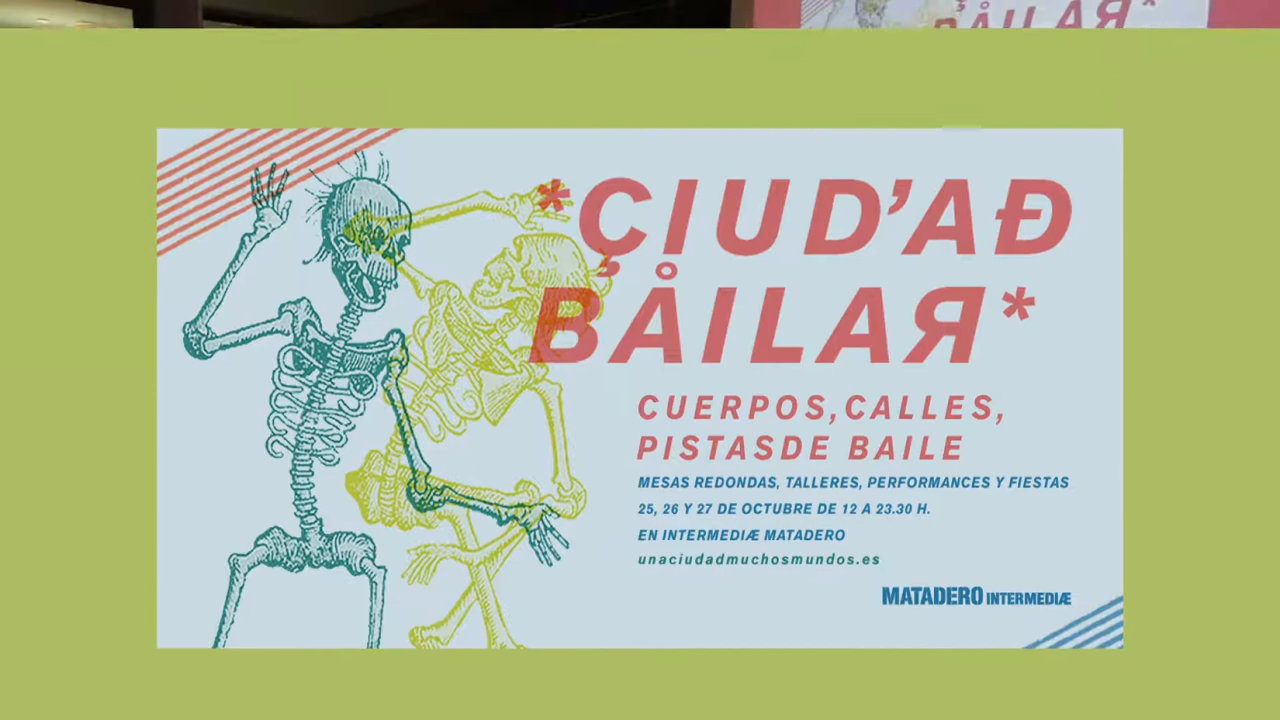 BÅILAЯ*
*ÇIUD'AÐ
BÅILAЯ*
CUERPOS, CALLES,
PISTASDE BAILE
MESAS REDONDAS, TALLERES, PERFORMANCES Y FIESTAS
25, 26 Y 27 DE OCTUBRE DE 12 A 23.30 H.
EN INTERMEDIÆ MATADERO
unaciudadmuchosmundos.es
MATADERO INTERMEDIÆ